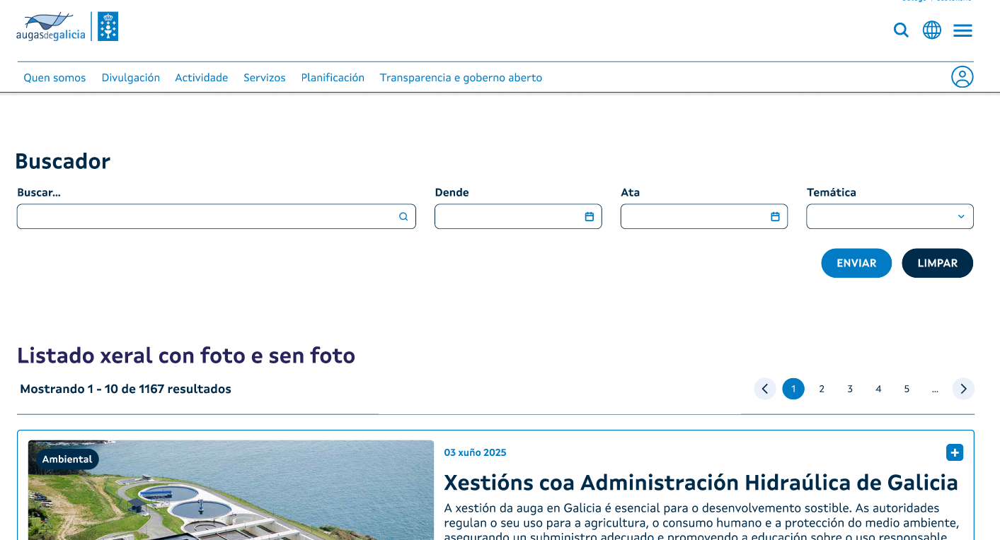 augasdegalicia
Quen somos Divulgación Actividade Servizos Planificación Transparencia e goberno aberto
Buscador
Buscar... Dende Ata Temática
ENVIAR LIMPAR
Listado xeral con foto e sen foto
Mostrando 1 - 10 de 1167 resultados 1 2 3 4 5 ...
Ambiental
03 xuño 2025
Xestións coa Administración Hidraúlica de Galicia
A xestión da auga en Galicia é esencial para o desenvolvemento sostible. As autoridades
regulan o seu uso para a agricultura, o consumo humano e a protección do medio ambiente,
asegurando un subministro adecuado e promovendo a educación sobre o uso responsable